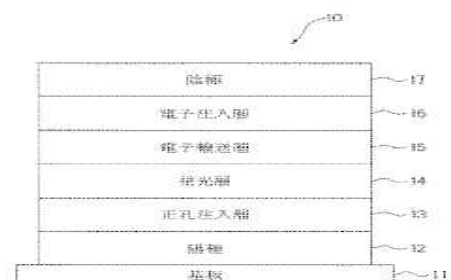 10
陰極 17
電子注入層 16
電子輸送層 15
発光層 14
正孔注入層 13
陽極 12
基板 11